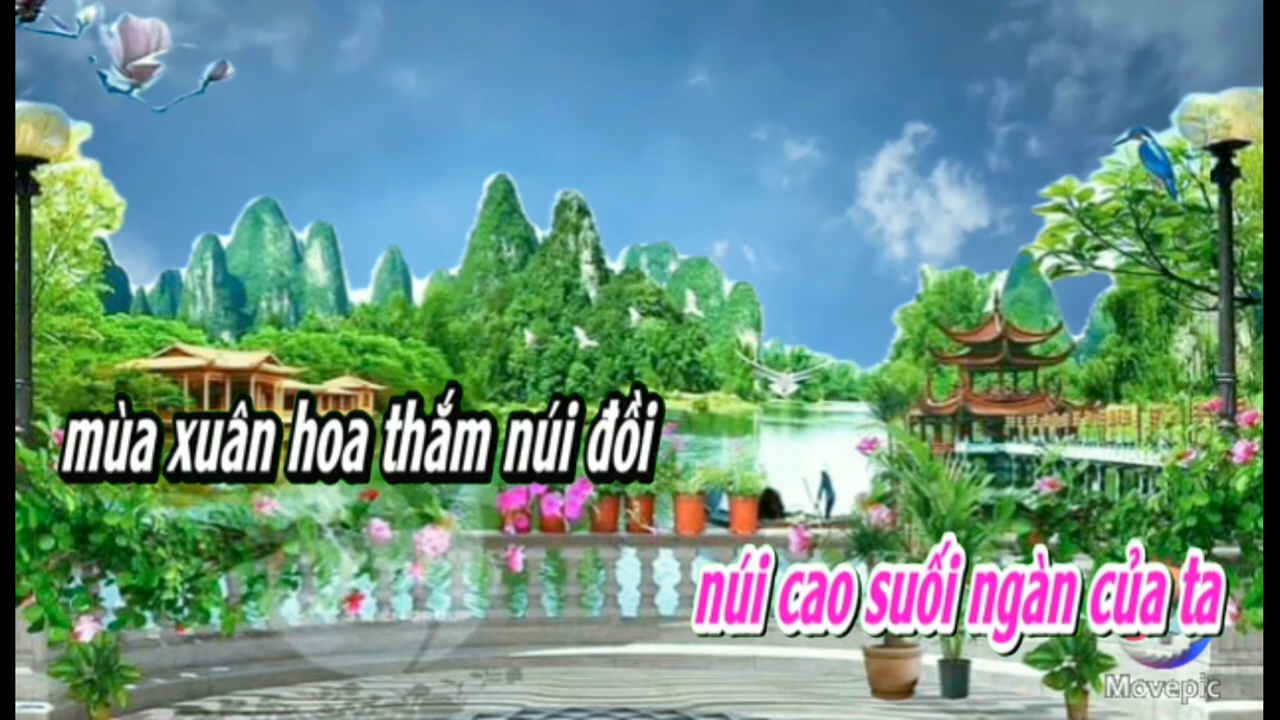 mùa xuân hoa thắm núi đồi
núi cao suối ngàn của ta
Movepic